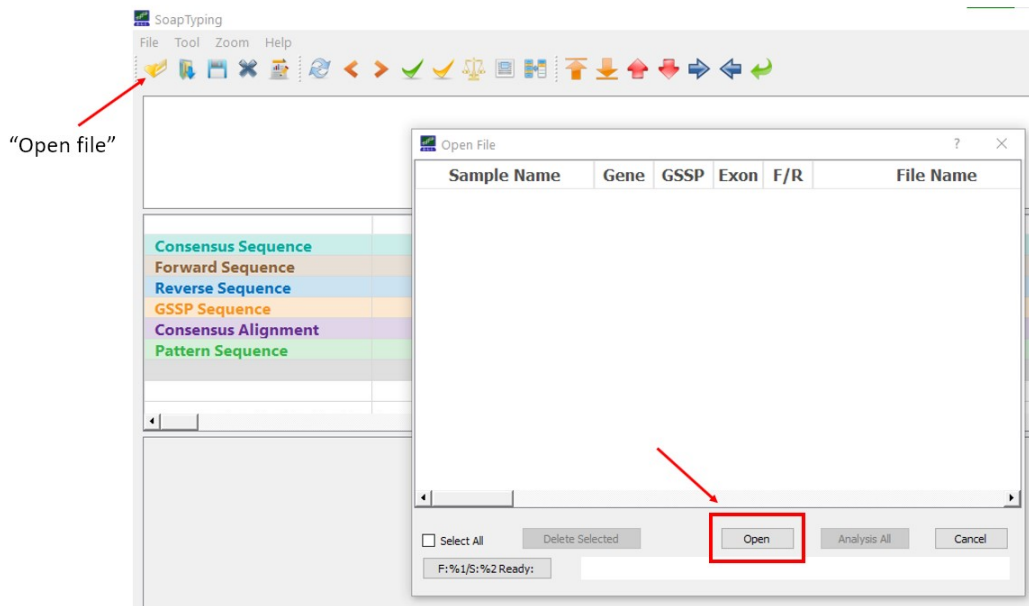 SoapTyping
File Tool Zoom Help
“Open file”
Open File
Sample Name Gene GSSP Exon F/R File Name
Consensus Sequence
Forward Sequence
Reverse Sequence
GSSP Sequence
Consensus Alignment
Pattern Sequence
Select All Delete Selected Open Analysis All Cancel
F:%1/S:%2 Ready: